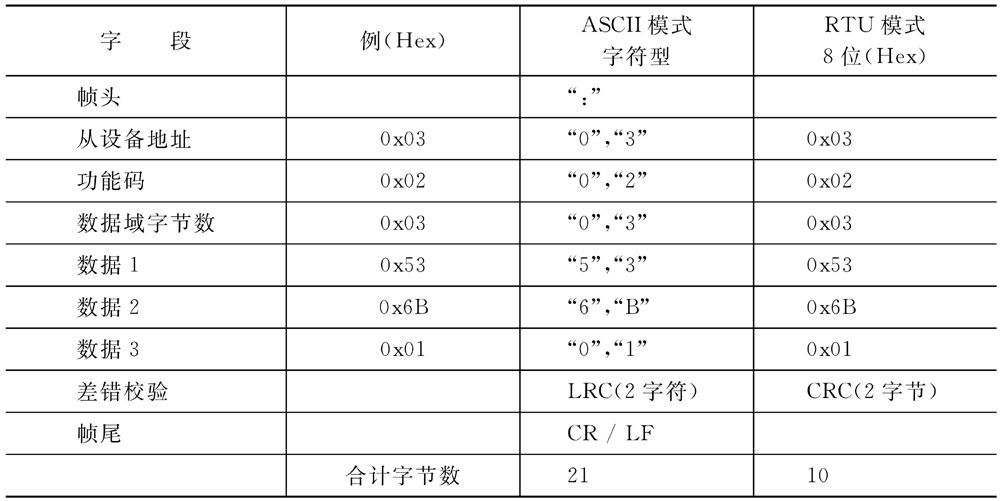 字 段 例(Hex) ASCII 模式 字符型 RTU 模式 8 位(Hex)
帧头 “:”
从设备地址 0x03 “0”,“3” 0x03
功能码 0x02 “0”,“2” 0x02
数据域字节数 0x03 “0”,“3” 0x03
数据 1 0x53 “5”,“3” 0x53
数据 2 0x6B “6”,“B” 0x6B
数据 3 0x01 “0”,“1” 0x01
差错校验 LRC(2 字符) CRC(2 字节)
帧尾 CR / LF
合计字节数 21 10